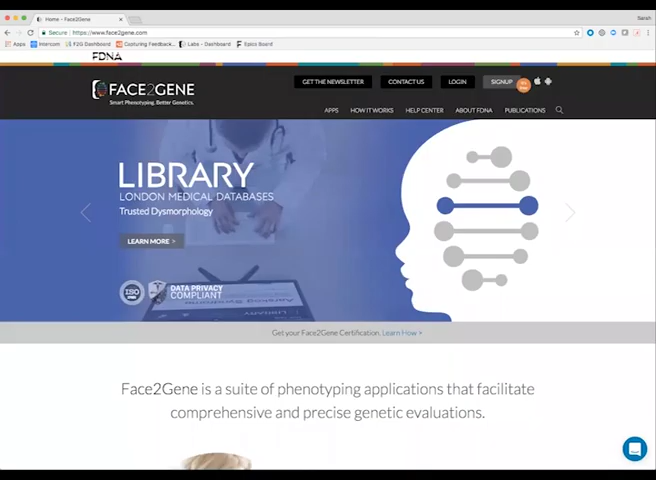 Home - Face2Gene
Sarah
Secure
https://www.face2gene.com
Apps
Intercom
F2G Dashboard
Capturing Feedback...
Labs - Dashboard
Epics Board
FDNA
FACE2GENE
Smart Phenotyping. Better Genetics.
GET THE NEWSLETTER
CONTACT US
LOGIN
SIGNUP
APPS
HOW IT WORKS
HELP CENTER
ABOUT FDNA
PUBLICATIONS
LIBRARY
LONDON MEDICAL DATABASES
Trusted Dysmorphology
LEARN MORE >
ISO
DATA PRIVACY
COMPLIANT
Get your Face2Gene Certification. Learn How >
Face2Gene is a suite of phenotyping applications that facilitate
comprehensive and precise genetic evaluations.